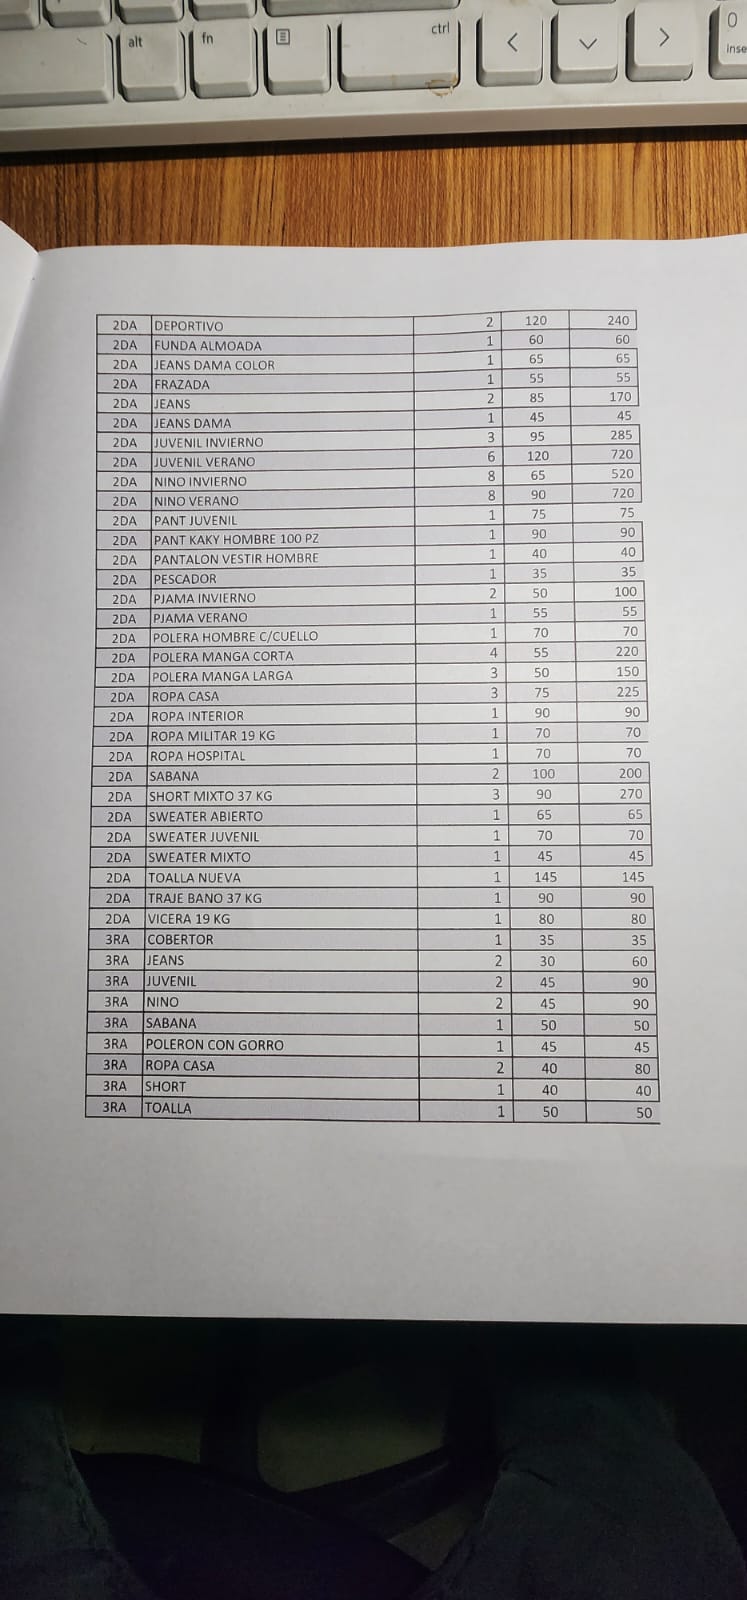 alt fn ctrl 0
inse
2DA DEPORTIVO 2 120 240
2DA FUNDA ALMOADA 1 60 60
2DA JEANS DAMA COLOR 1 65 65
2DA FRAZADA 1 55 55
2DA JEANS 2 85 170
2DA JEANS DAMA 1 45 45
2DA JUVENIL INVIERNO 3 95 285
2DA JUVENIL VERANO 6 120 720
2DA NINO INVIERNO 8 65 520
2DA NINO VERANO 8 90 720
2DA PANT JUVENIL 1 75 75
2DA PANT KAKY HOMBRE 100 PZ 1 90 90
2DA PANTALON VESTIR HOMBRE 1 40 40
2DA PESCADOR 1 35 35
2DA PJAMA INVIERNO 2 50 100
2DA PJAMA VERANO 1 55 55
2DA POLERA HOMBRE C/CUELLO 1 70 70
2DA POLERA MANGA CORTA 4 55 220
2DA POLERA MANGA LARGA 3 50 150
2DA ROPA CASA 3 75 225
2DA ROPA INTERIOR 1 90 90
2DA ROPA MILITAR 19 KG 1 70 70
2DA ROPA HOSPITAL 1 70 70
2DA SABANA 2 100 200
2DA SHORT MIXTO 37 KG 3 90 270
2DA SWEATER ABIERTO 1 65 65
2DA SWEATER JUVENIL 1 70 70
2DA SWEATER MIXTO 1 45 45
2DA TOALLA NUEVA 1 145 145
2DA TRAJE BANO 37 KG 1 90 90
2DA VICERA 19 KG 1 80 80
3RA COBERTOR 1 35 35
3RA JEANS 2 30 60
3RA JUVENIL 2 45 90
3RA NINO 2 45 90
3RA SABANA 1 50 50
3RA POLERON CON GORRO 1 45 45
3RA ROPA CASA 2 40 80
3RA SHORT 1 40 40
3RA TOALLA 1 50 50